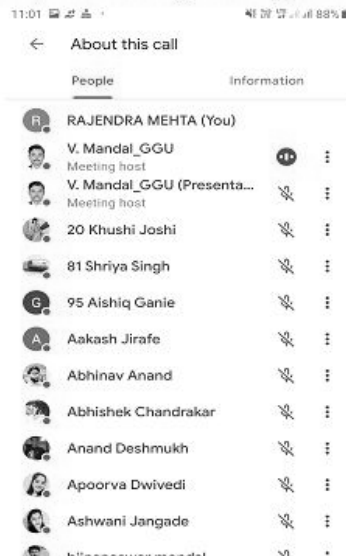 11:01 88%
About this call
People Information
R RAJENDRA MEHTA (You)
V. Mandal_GGU
Meeting host
V. Mandal_GGU (Presenta...
Meeting host
20 Khushi Joshi
81 Shriya Singh
G 95 Aishiq Ganie
A Aakash Jirafe
Abhinav Anand
Abhishek Chandrakar
Anand Deshmukh
Apoorva Dwivedi
Ashwani Jangade